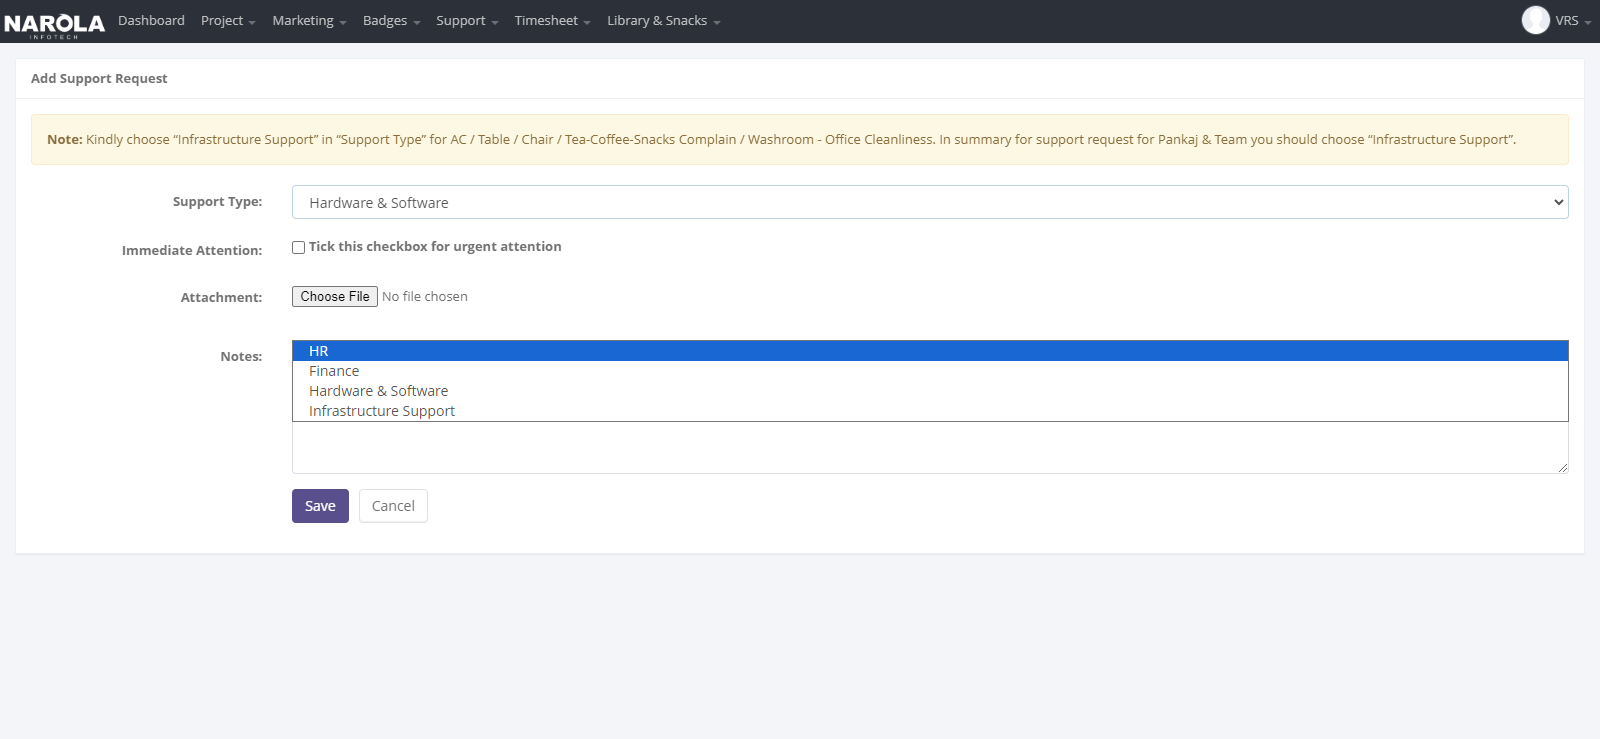 NAROLA
INFOTECH
Dashboard Project Marketing Badges Support Timesheet Library & Snacks VRS
Add Support Request
Note: Kindly choose “Infrastructure Support” in “Support Type” for AC / Table / Chair / Tea-Coffee-Snacks Complain / Washroom - Office Cleanliness. In summary for support request for Pankaj & Team you should choose “Infrastructure Support”.
Support Type: Hardware & Software
Immediate Attention: Tick this checkbox for urgent attention
Attachment: Choose File No file chosen
Notes:
HR
Finance
Hardware & Software
Infrastructure Support
Save Cancel